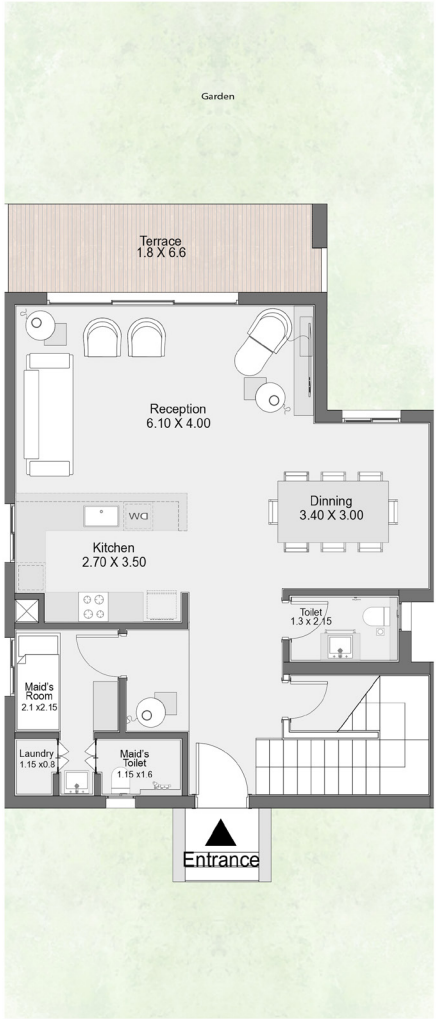 Garden
Terrace
1.8 X 6.6
Reception
6.10 X 4.00
Dinning
3.40 X 3.00
DW
Kitchen
2.70 X 3.50
Toilet
1.3 x 2.15
Maid's
Room
2.1 x2.15
Laundry
1.15 x0.8
Maid's
Toilet
1.15 x1.6
Entrance